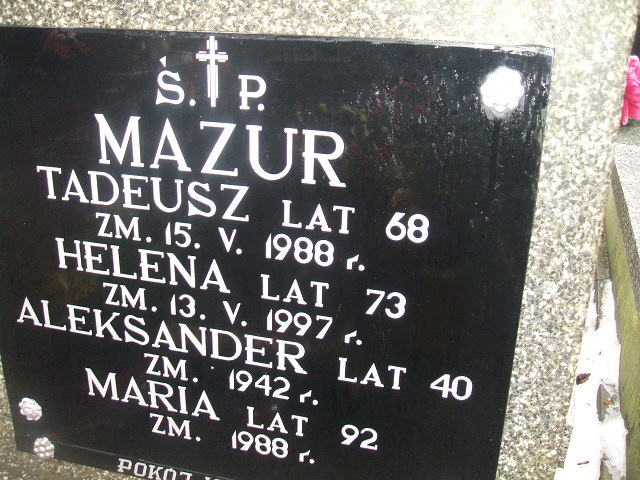 Ś. P.
MAZUR
TADEUSZ LAT 68
ZM. 15. V. 1988 r.
HELENA LAT 73
ZM. 13. V. 1997 r.
ALEKSANDER LAT 40
ZM. 1942 r.
MARIA LAT 92
ZM. 1988 r.
POKÓJ